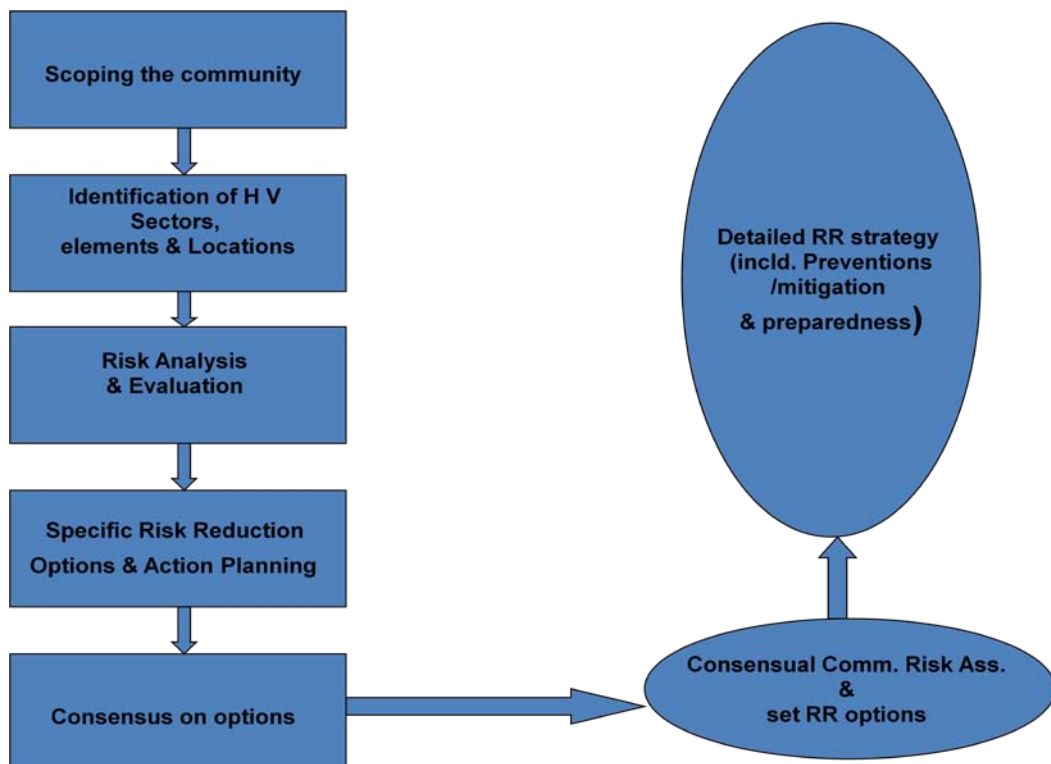 Scoping the community
Identification of H V
Sectors,
elements & Locations
Risk Analysis
& Evaluation
Specific Risk Reduction
Options & Action Planning
Consensus on options
Consensual Comm. Risk Ass.
&
set RR options
Detailed RR strategy
(incld. Preventions
/mitigation
& preparedness)